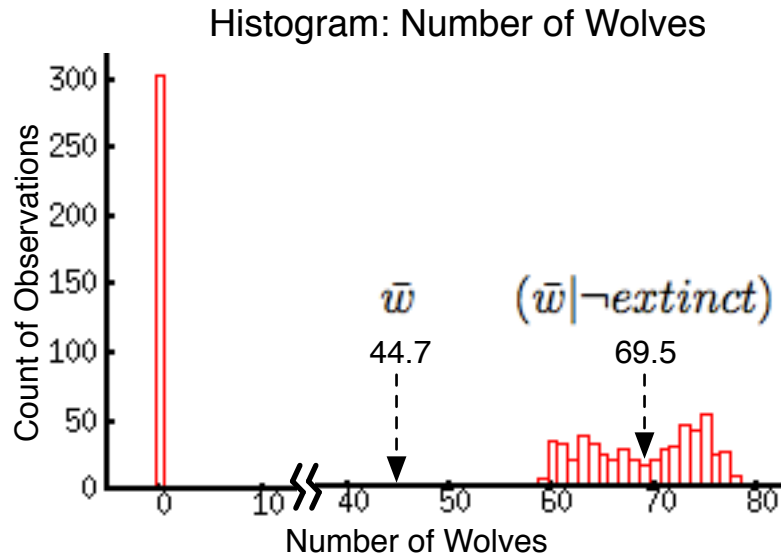 Histogram: Number of Wolves
Count of Observations
300
250
200
150
100
50
0
w̄
(w̄|¬extinct)
44.7
69.5
0 10 40 50 60 70 80
Number of Wolves